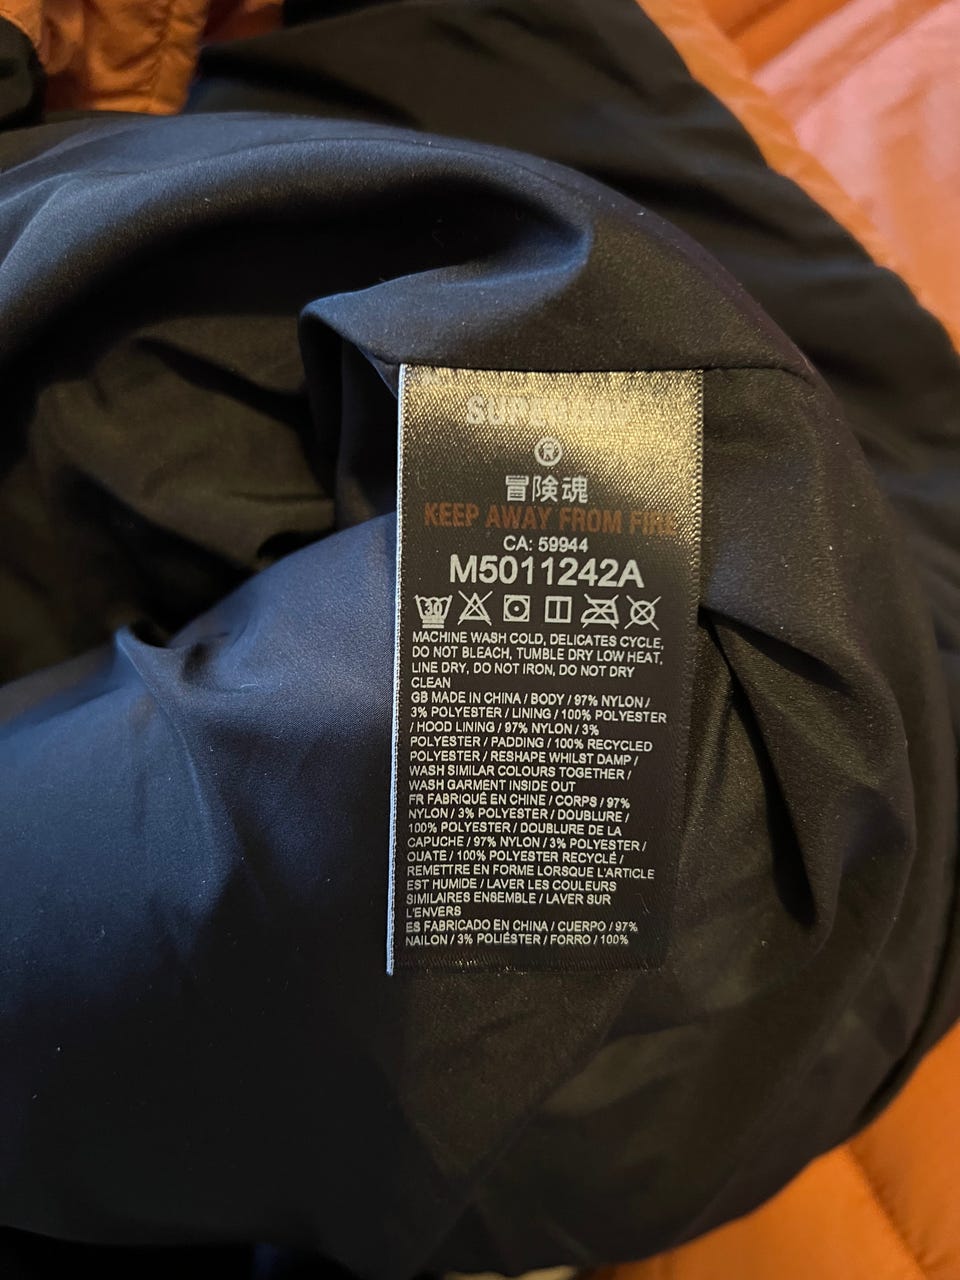 SUPERDRY
®
冒険魂
KEEP AWAY FROM FIRE
CA: 59944
M5011242A
30
MACHINE WASH COLD, DELICATES CYCLE,
DO NOT BLEACH, TUMBLE DRY LOW HEAT,
LINE DRY, DO NOT IRON, DO NOT DRY
CLEAN
GB MADE IN CHINA / BODY / 97% NYLON /
3% POLYESTER / LINING / 100% POLYESTER
/ HOOD LINING / 97% NYLON / 3%
POLYESTER / PADDING / 100% RECYCLED
POLYESTER / RESHAPE WHILST DAMP /
WASH SIMILAR COLOURS TOGETHER /
WASH GARMENT INSIDE OUT
FR FABRIQUÉ EN CHINE / CORPS / 97%
NYLON / 3% POLYESTER / DOUBLURE /
100% POLYESTER / DOUBLURE DE LA
CAPUCHE / 97% NYLON / 3% POLYESTER /
OUATE / 100% POLYESTER RECYCLÉ /
REMETTRE EN FORME LORSQUE L'ARTICLE
EST HUMIDE / LAVER LES COULEURS
SIMILAIRES ENSEMBLE / LAVER SUR
L'ENVERS
ES FABRICADO EN CHINA / CUERPO / 97%
NAILON / 3% POLIÉSTER / FORRO / 100%